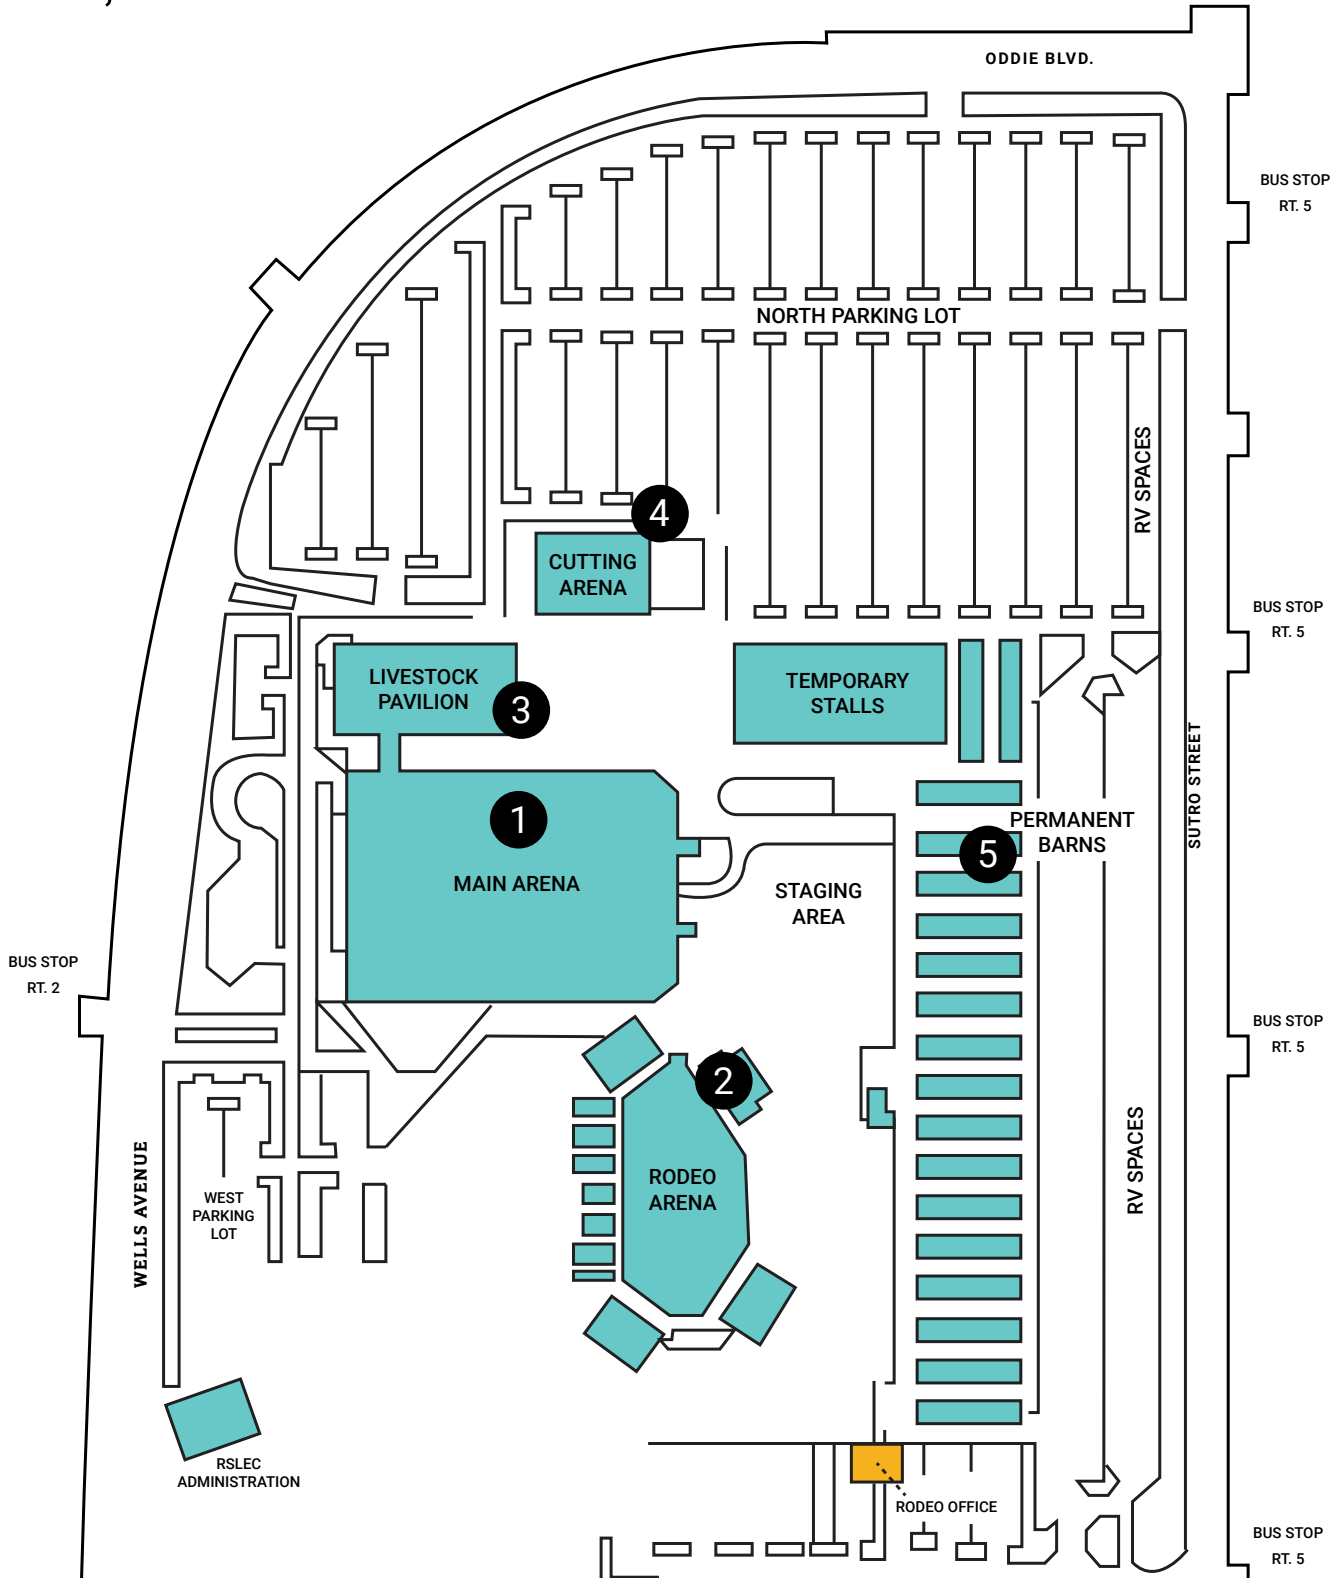 ODDIE BLVD.
BUS STOP
RT. 5
NORTH PARKING LOT
RV SPACES
4
CUTTING
ARENA
BUS STOP
RT. 5
LIVESTOCK
PAVILION
3
TEMPORARY
STALLS
SUTRO STREET
1
MAIN ARENA
PERMANENT
BARNS
5
STAGING
AREA
BUS STOP
RT. 2
BUS STOP
RT. 5
2
RODEO
ARENA
RV SPACES
WELLS AVENUE
WEST
PARKING
LOT
RSLEC
ADMINISTRATION
RODEO OFFICE
BUS STOP
RT. 5